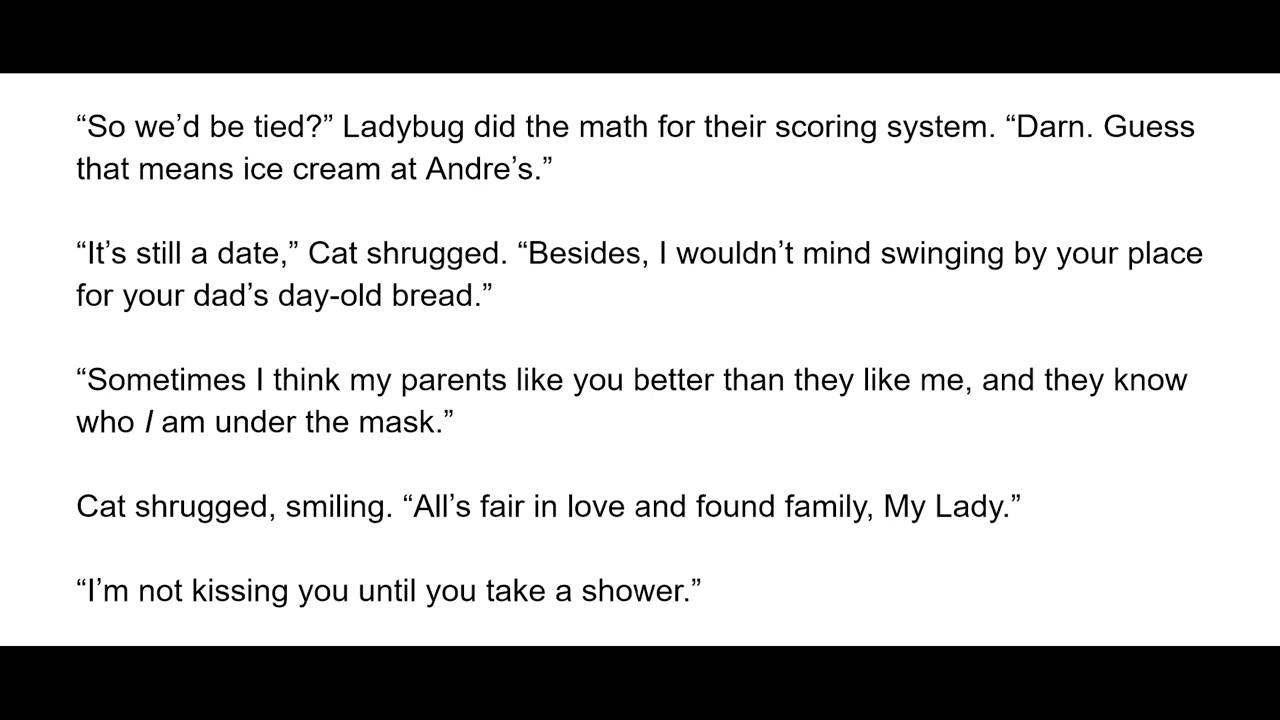 “So we’d be tied?” Ladybug did the math for their scoring system. “Darn. Guess
that means ice cream at Andre’s.”
“It’s still a date,” Cat shrugged. “Besides, I wouldn’t mind swinging by your place
for your dad’s day-old bread.”
“Sometimes I think my parents like you better than they like me, and they know
who I am under the mask.”
Cat shrugged, smiling. “All’s fair in love and found family, My Lady.”
“I’m not kissing you until you take a shower.”